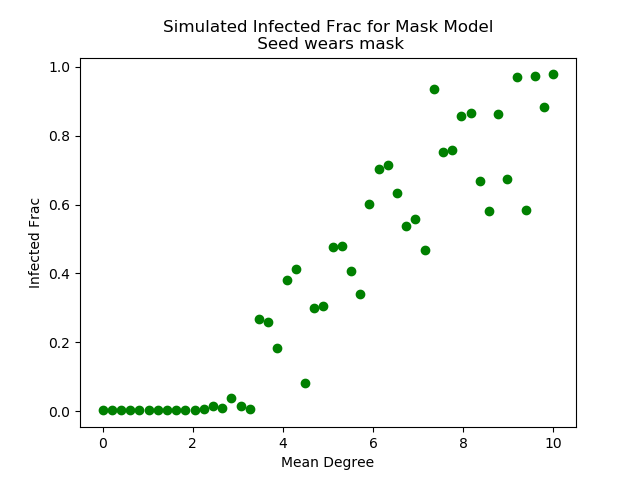 Simulated Infected Frac for Mask Model
Seed wears mask
1.0
0.8
0.6
0.4
0.2
0.0
Infected Frac
0 2 4 6 8 10
Mean Degree